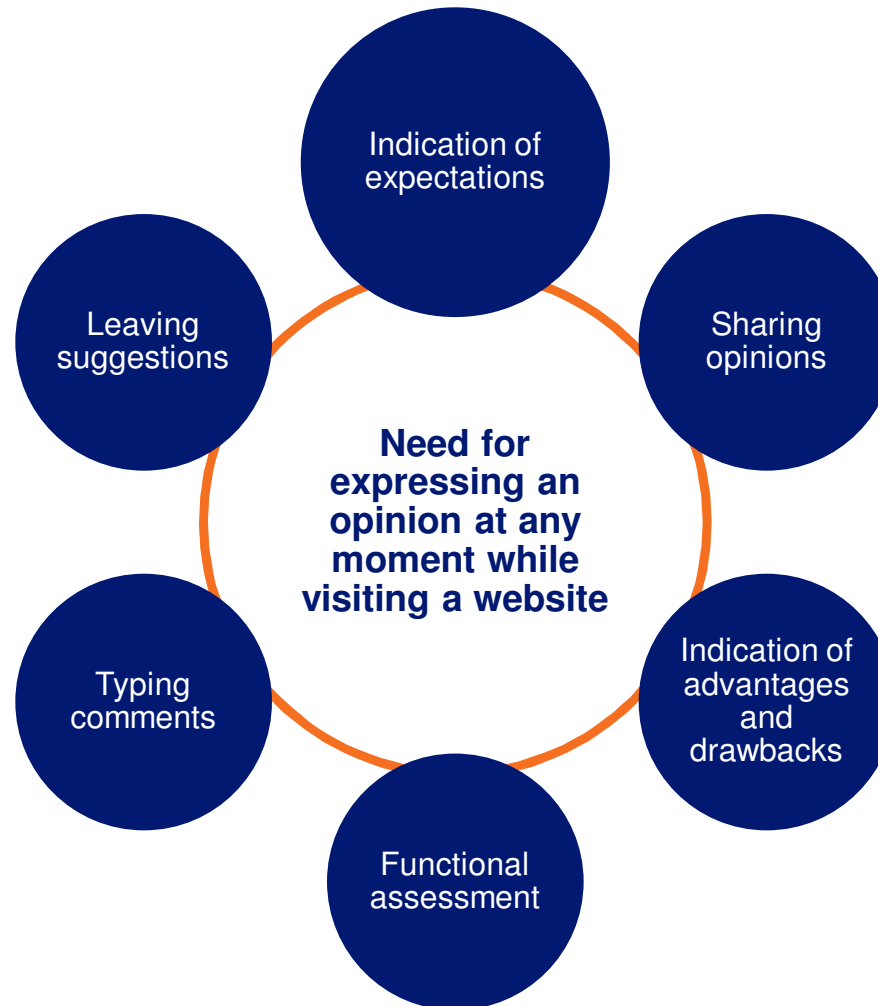 Indication of
expectations
Sharing
opinions
Indication of
advantages
and
drawbacks
Functional
assessment
Typing
comments
Leaving
suggestions
Need for
expressing an
opinion at any
moment while
visiting a website